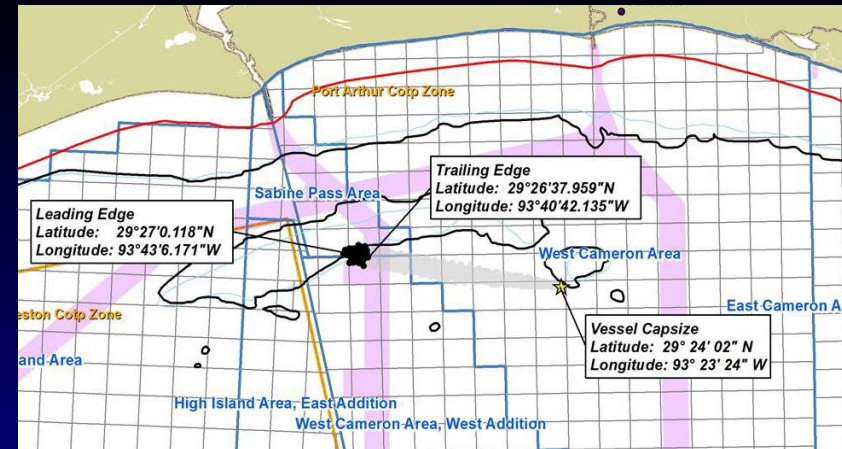 Port Arthur Cotp Zone
Trailing Edge
Latitude: 29°26'37.959"N
Longitude: 93°40'42.135"W
Sabine Pass Area
Leading Edge
Latitude: 29°27'0.118"N
Longitude: 93°43'6.171"W
West Cameron Area
East Cameron A
eston Cotp Zone
Vessel Capsize
Latitude: 29° 24' 02" N
Longitude: 93° 23' 24" W
and Area
High Island Area, East Addition
West Cameron Area, West Addition